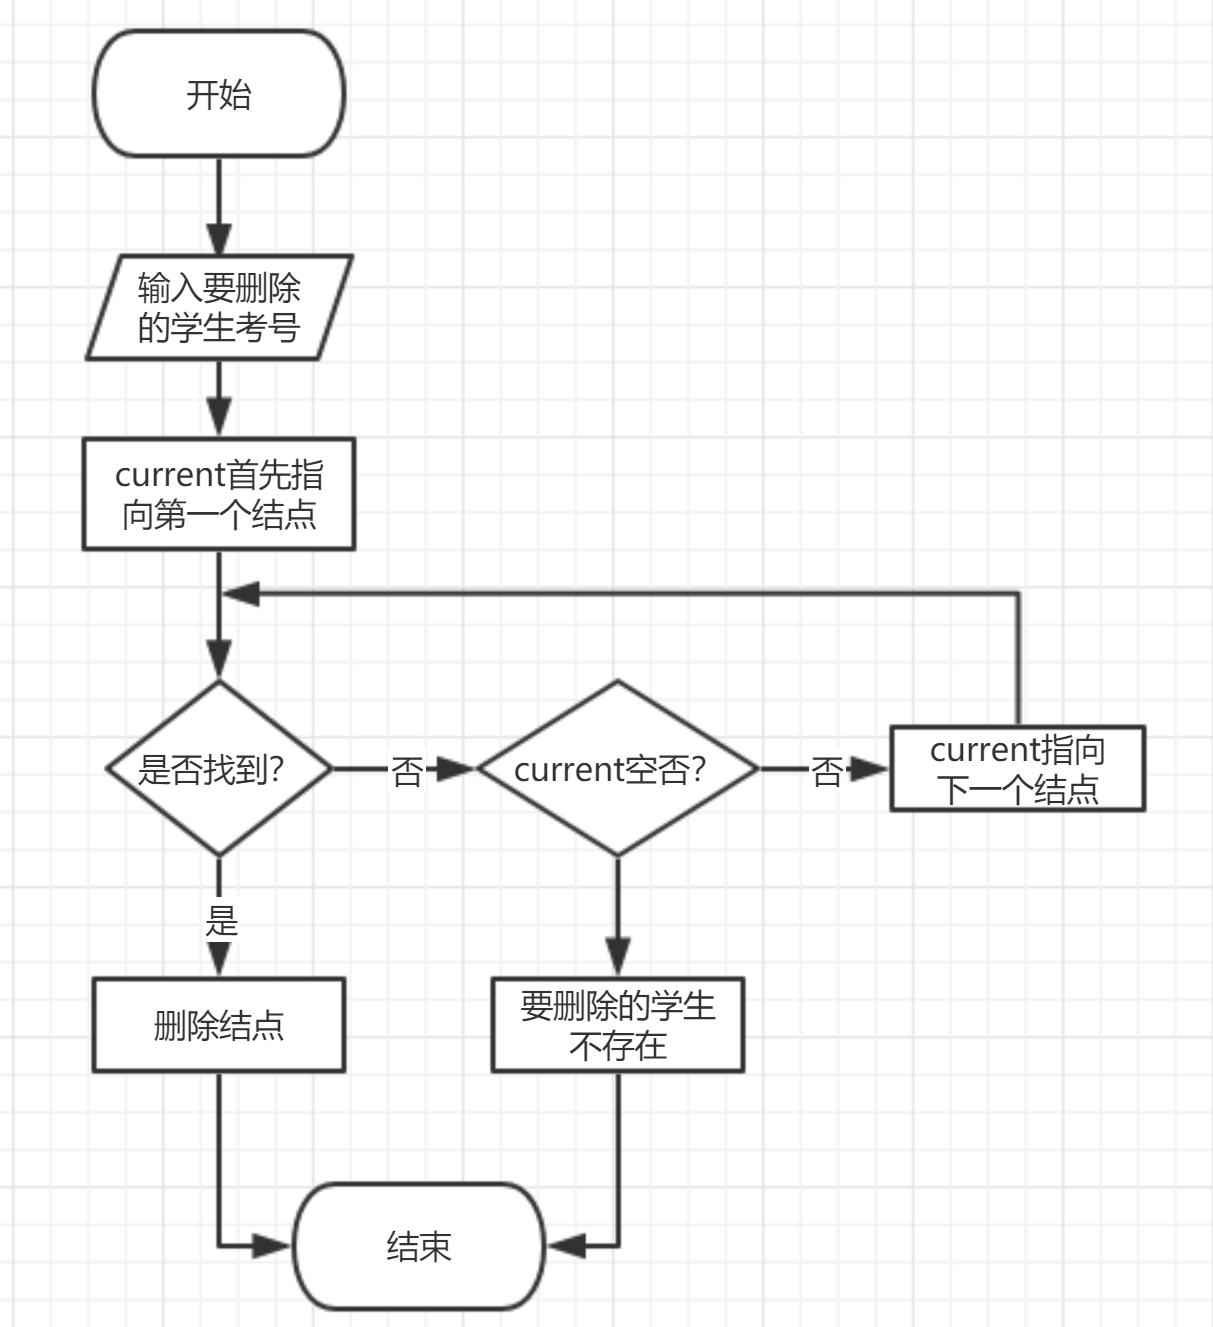 开始
输入要删除
的学生考号
current首先指
向第一个结点
是否找到?
否
current空否?
否
current指向
下一个结点
是
删除结点
要删除的学生
不存在
结束